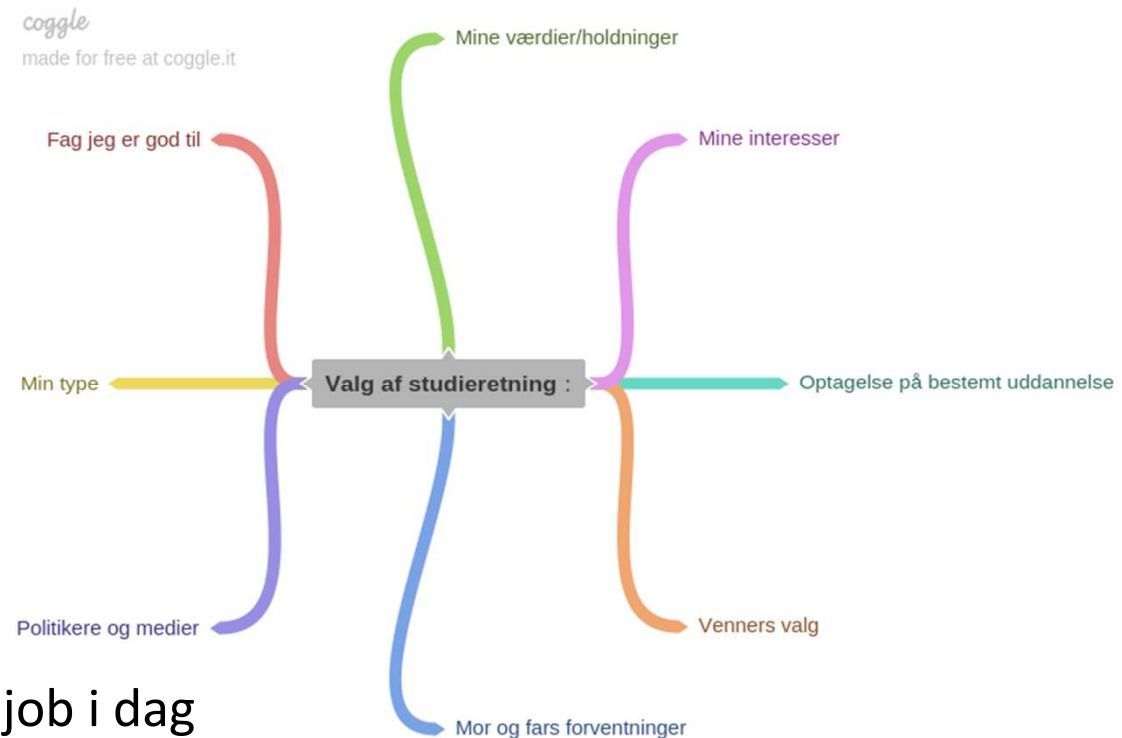 coggle
made for free at coggle.it
Mine værdier/holdninger
Fag jeg er god til
Mine interesser
Min type
Valg af studieretning :
Optagelse på bestemt uddannelse
Politikere og medier
Venners valg
job i dag
Mor og fars forventninger